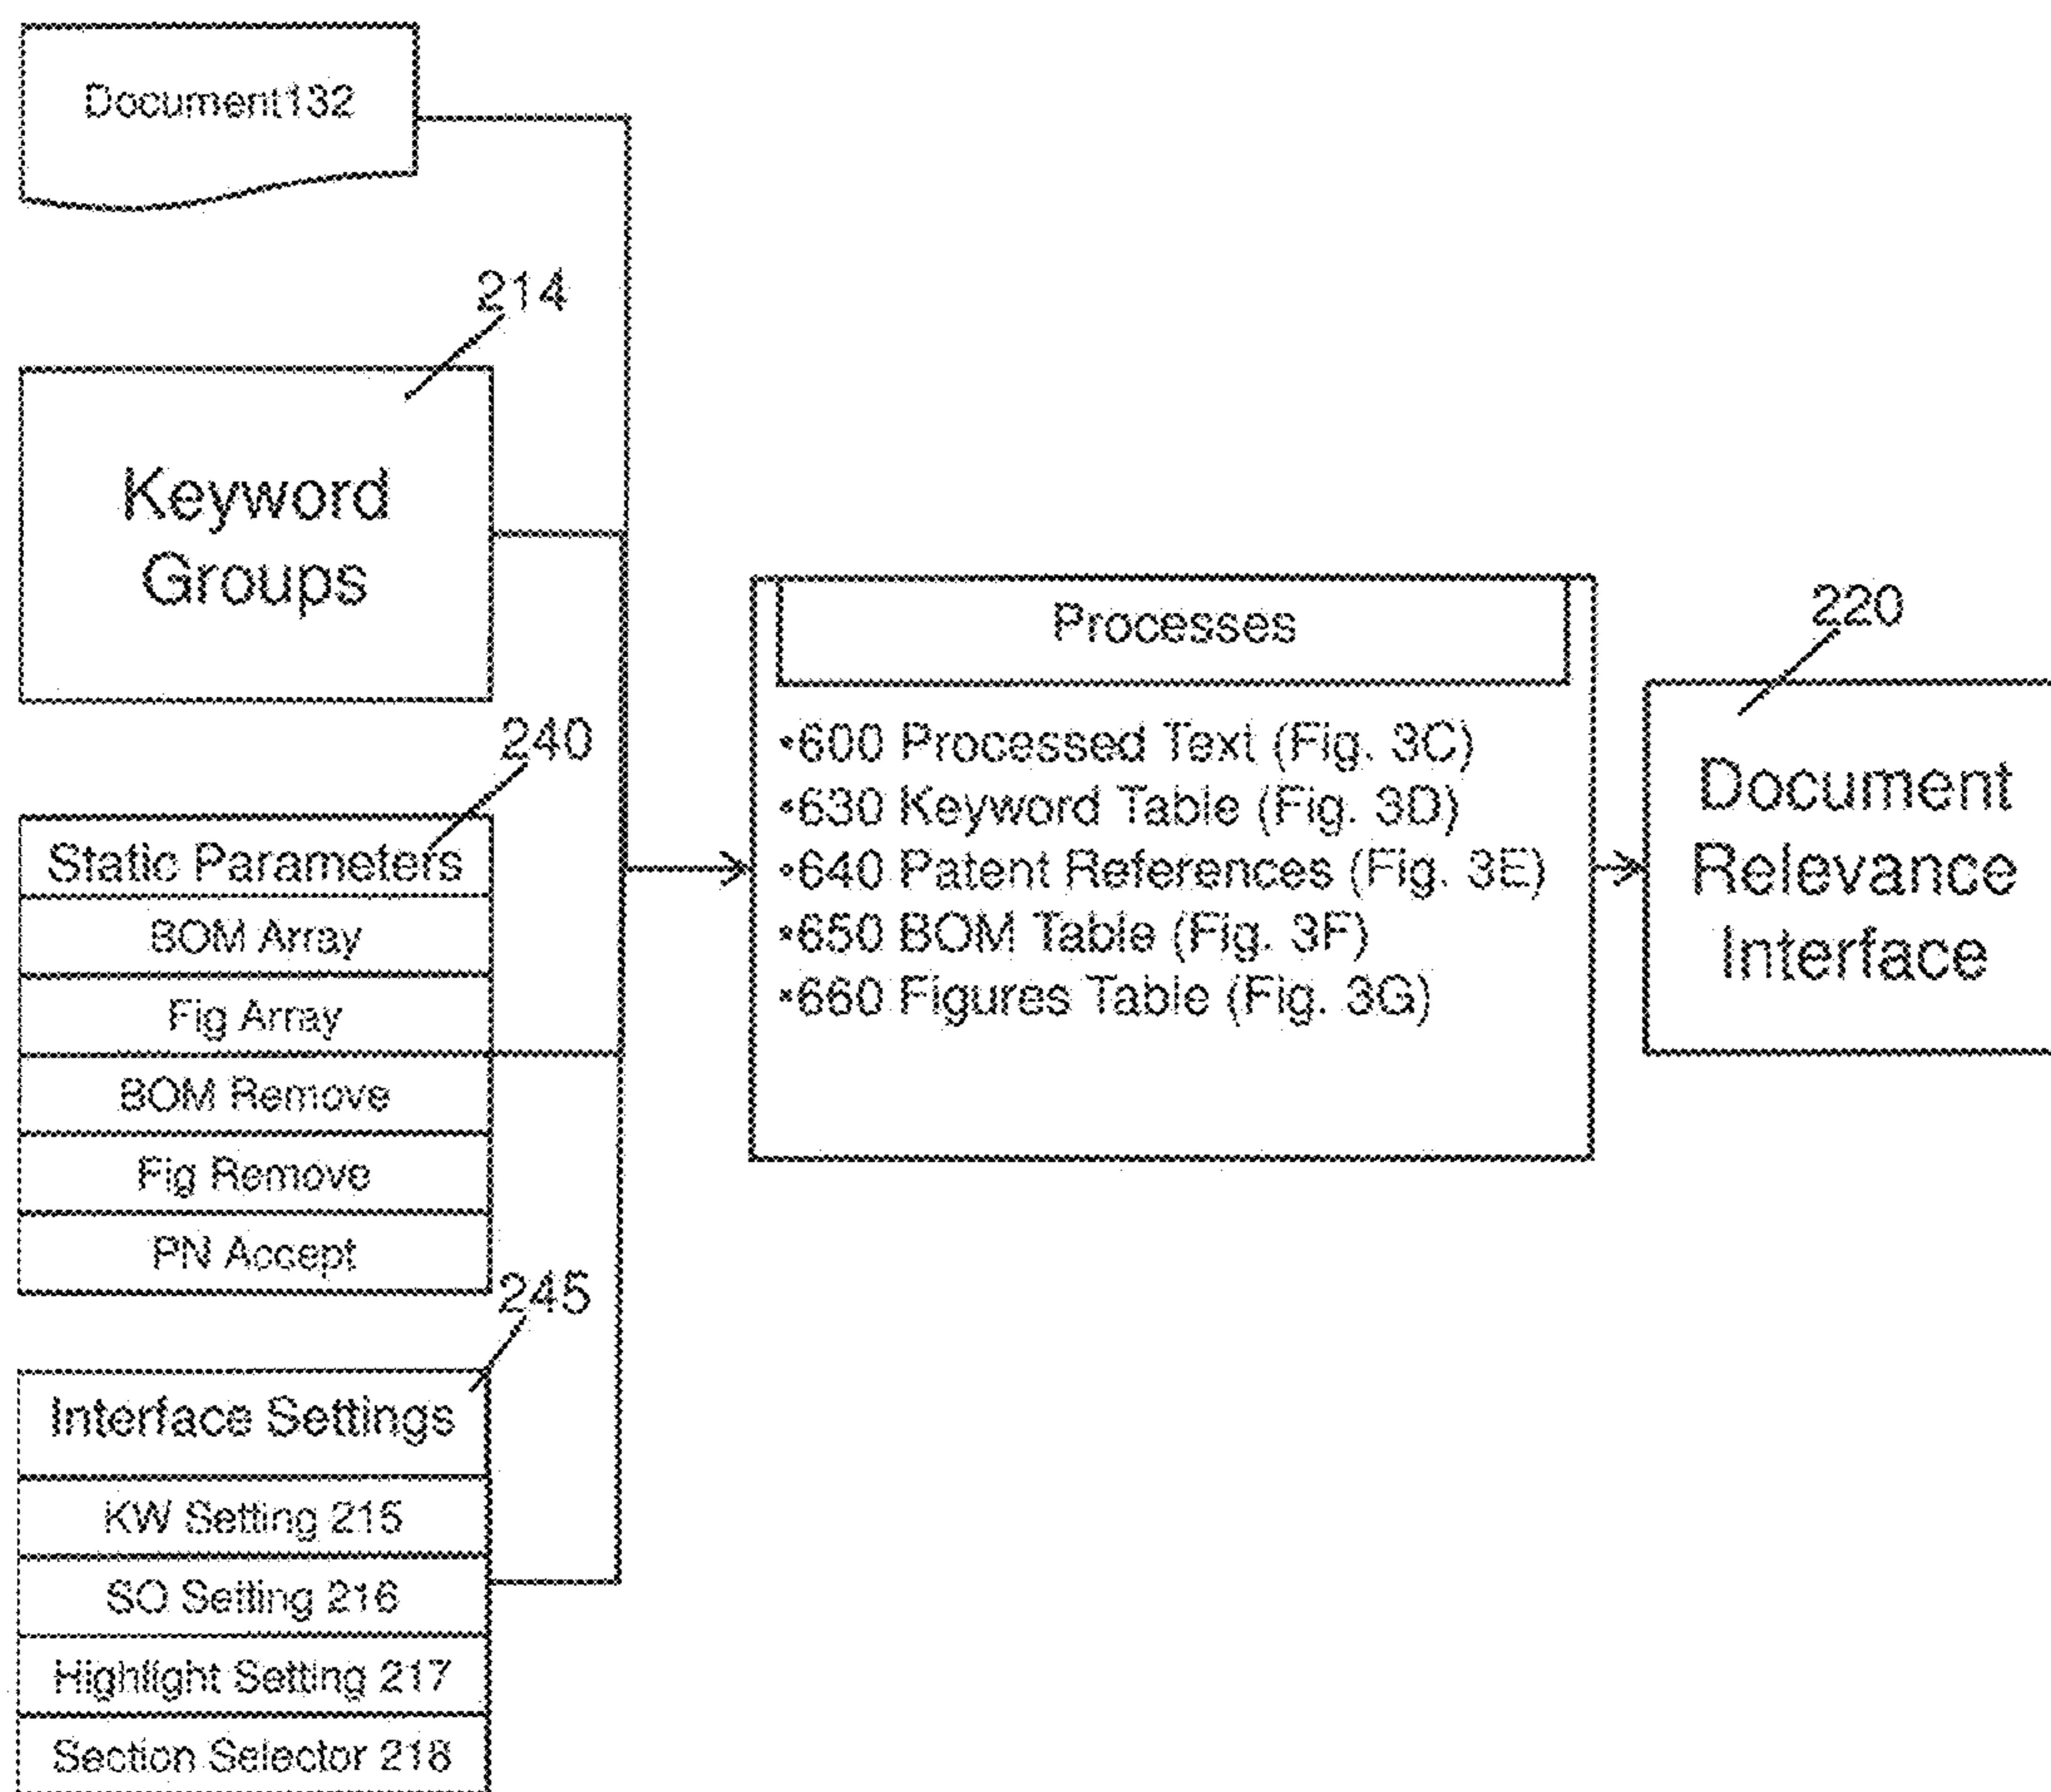 Document132
214
Keyword
Groups
240
Static Parameters
BOM Array
Fig Array
BOM Remove
Fig Remove
PN Accept
245
Interface Settings
KW Setting 215
SO Setting 216
Highlight Setting 217
Section Selector 218
Processes
•600 Processed Text (Fig. 3C)
•630 Keyword Table (Fig. 3D)
•640 Patent References (Fig. 3E)
•650 BOM Table (Fig. 3F)
•660 Figures Table (Fig. 3G)
220
Document
Relevance
Interface